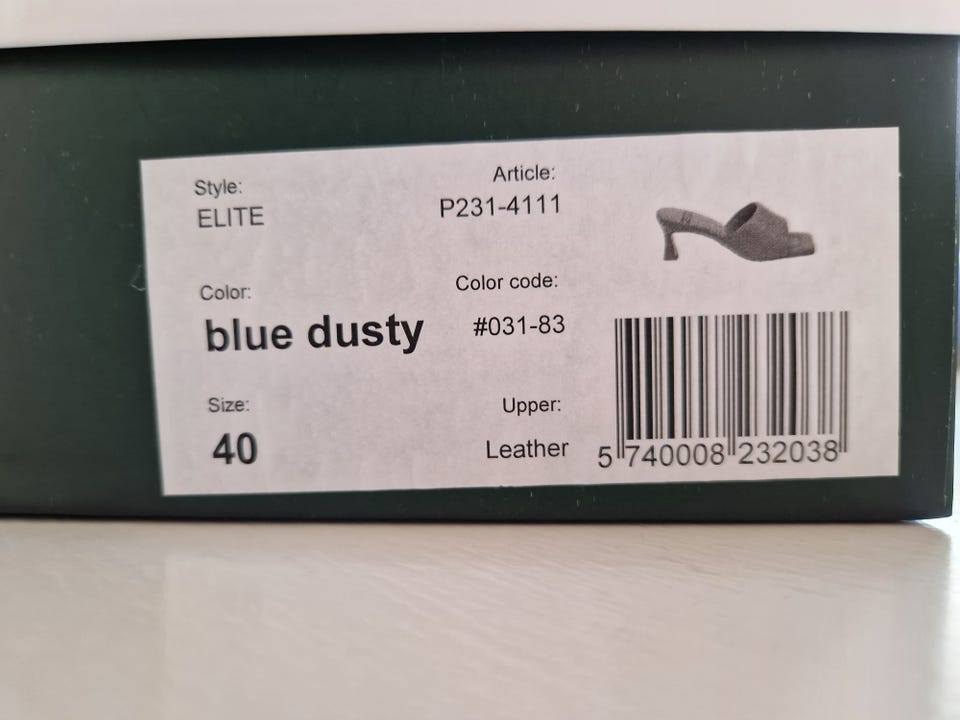 Style:
ELITE
Article:
P231-4111
Color:
blue dusty
Color code:
#031-83
Size:
40
Upper:
Leather
5 740008 232038